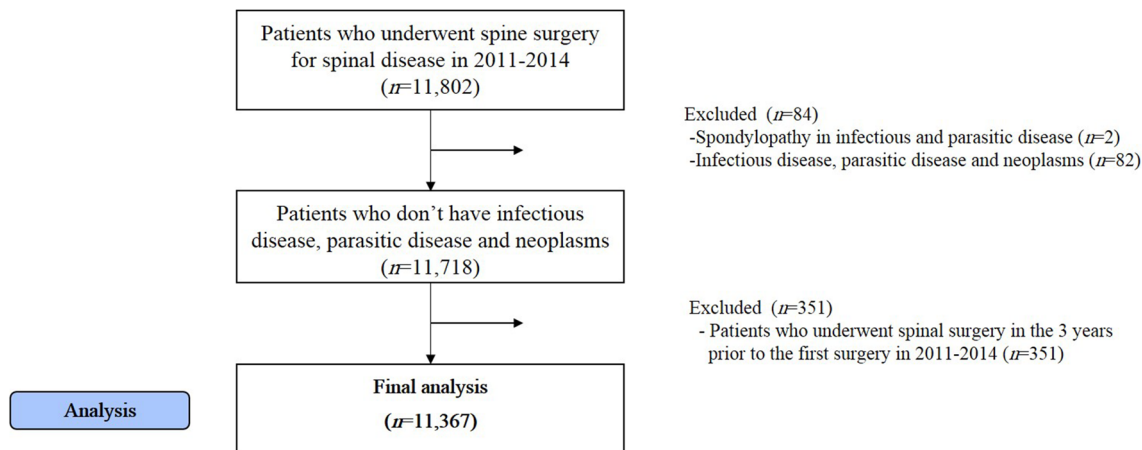 Patients who underwent spine surgery
for spinal disease in 2011-2014
(n=11,802)
Excluded (n=84)
-Spondylopathy in infectious and parasitic disease (n=2)
-Infectious disease, parasitic disease and neoplasms (n=82)
Patients who don’t have infectious
disease, parasitic disease and neoplasms
(n=11,718)
Excluded (n=351)
- Patients who underwent spinal surgery in the 3 years
prior to the first surgery in 2011-2014 (n=351)
Analysis
Final analysis
(n=11,367)